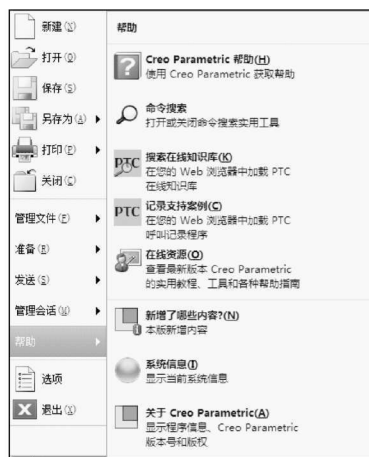 新建(N)
打开(O)
保存(S)
另存为(A)
打印(P)
关闭(C)
管理文件(F)
准备(R)
发送(S)
管理会话(M)
帮助
选项
退出(X)
帮助
Creo Parametric 帮助(H)
使用 Creo Parametric 获取帮助
命令搜索
打开或关闭命令搜索实用工具
PTC
搜索在线知识库(K)
在您的 Web 浏览器中加载 PTC
在线知识库
PTC
记录支持案例(C)
在您的 Web 浏览器中加载 PTC
呼叫记录程序
在线资源(O)
查看最新版本 Creo Parametric
的实用教程、工具和各种帮助指南
新增了哪些内容?(N)
本版新增内容
系统信息(I)
显示当前系统信息
关于 Creo Parametric(A)
显示程序信息、Creo Parametric
版本号和版权